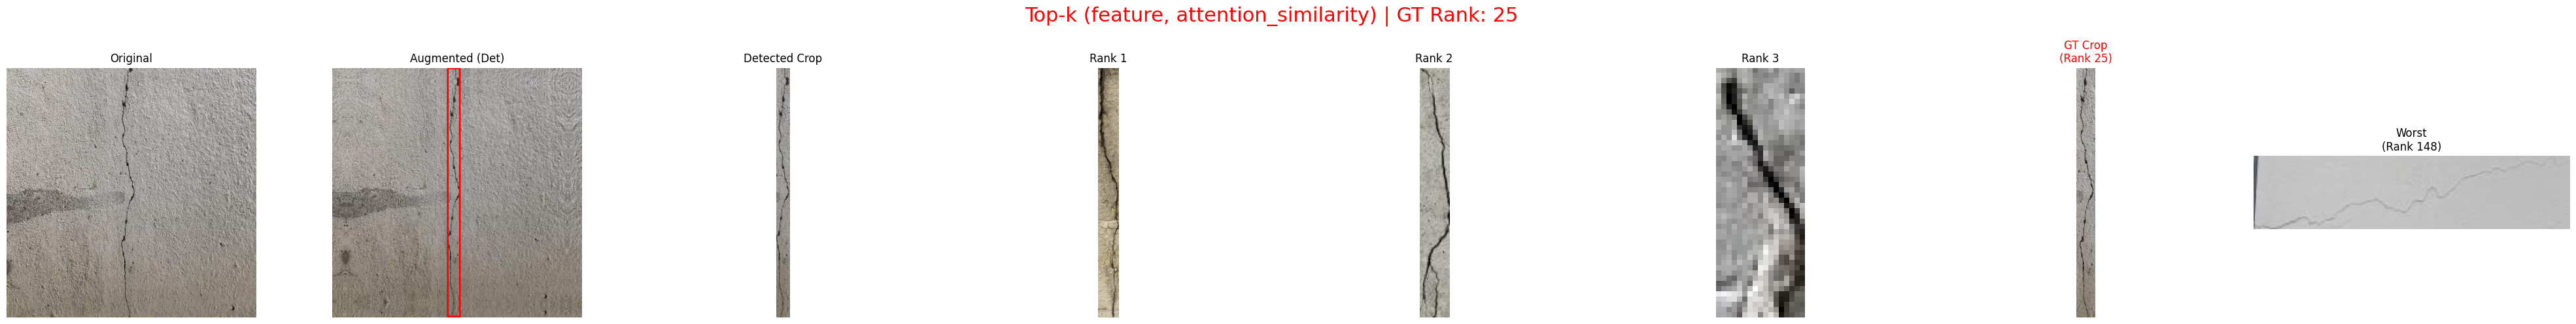 Top-k (feature, attention_similarity) | GT Rank: 25
Original
Augmented (Det)
Detected Crop
Rank 1
Rank 2
Rank 3
GT Crop
(Rank 25)
Worst
(Rank 148)